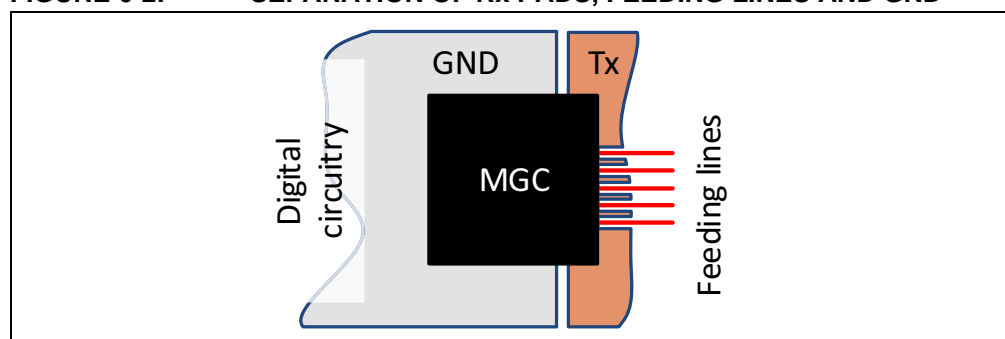 GND
Tx
Digital
circuitry
MGC
Feeding lines